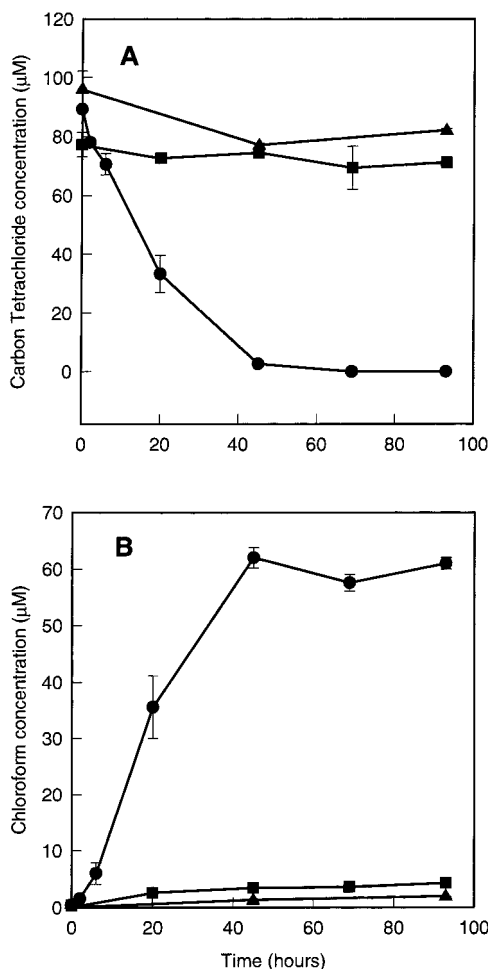 A
Carbon Tetrachloride concentration (µM)
120
100
80
60
40
20
0
0 20 40 60 80 100
B
Chloroform concentration (µM)
70
60
50
40
30
20
10
0
0 20 40 60 80 100
Time (hours)